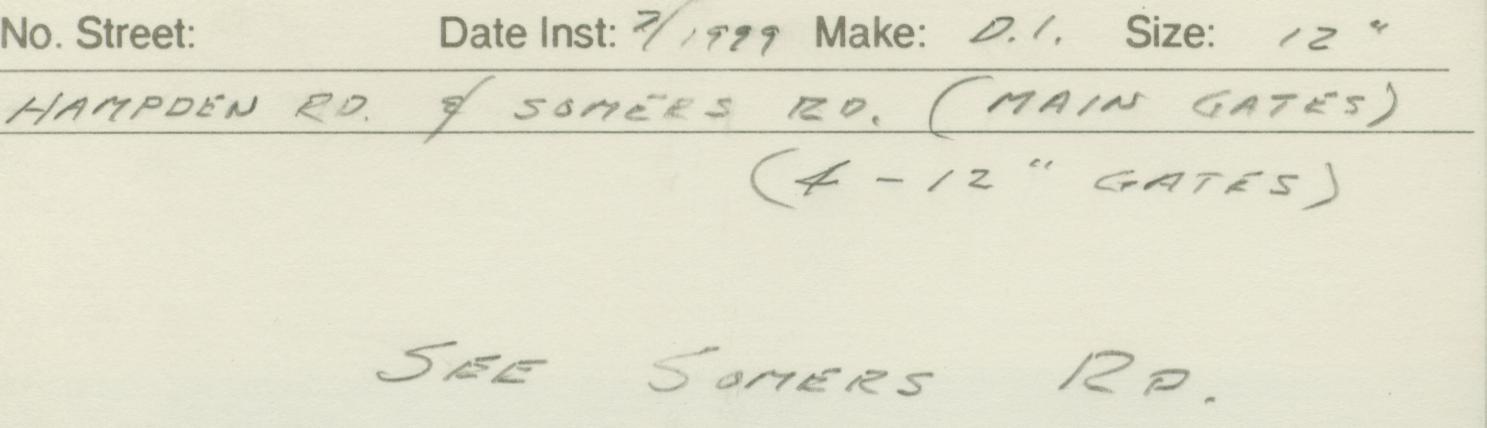 No. Street: Date Inst: 7/1999 Make: D.I. Size: 12"
HAMPDEN RD. & SOMERS RD. (MAIN GATES)
(4-12" GATES)
SEE SOMERS RD.